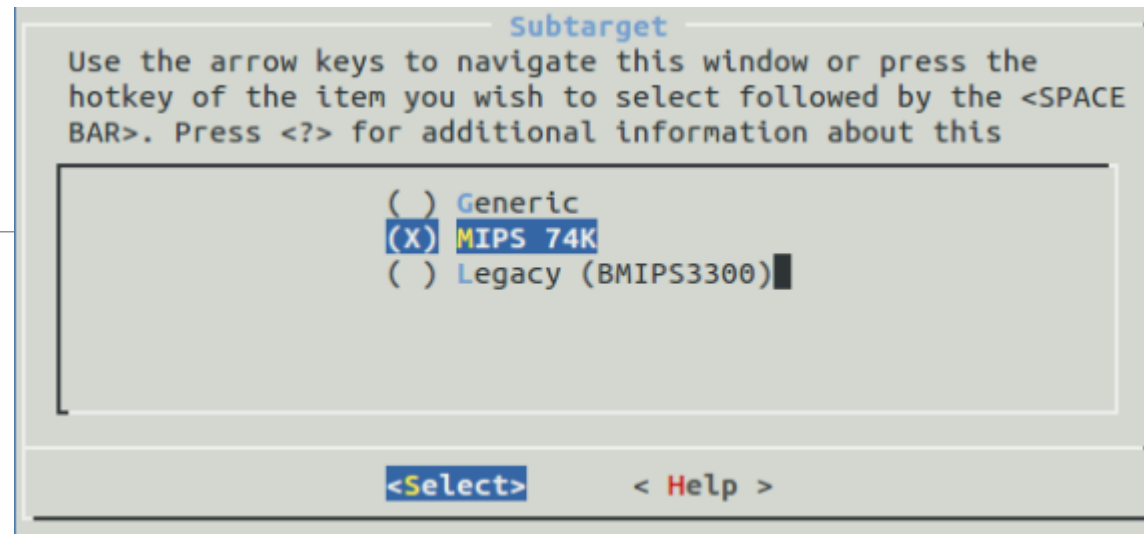 Subtarget
Use the arrow keys to navigate this window or press the
hotkey of the item you wish to select followed by the <SPACE
BAR>. Press <?> for additional information about this
( ) Generic
(X) MIPS 74K
( ) Legacy (BMIPS3300)
<Select> < Help >